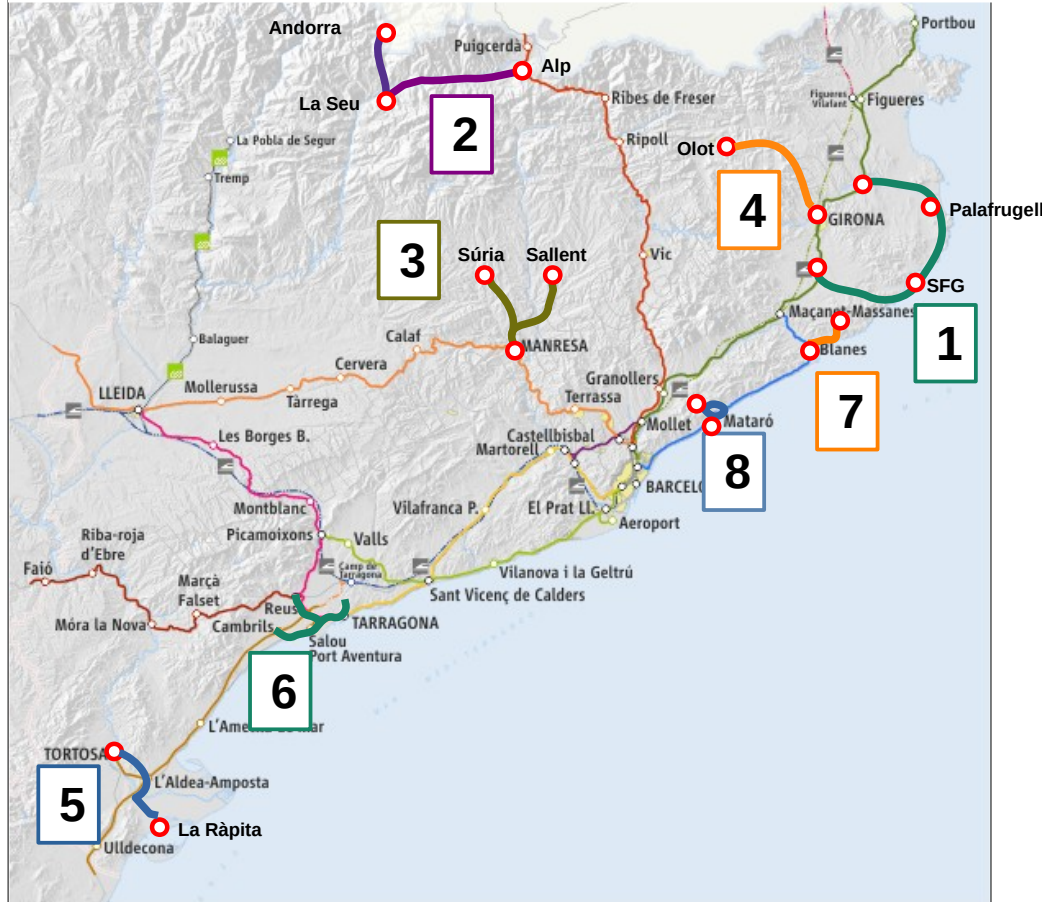 Andorra
Portbou
Puigcerdà
Alp
La Seu
Ribes de Freser
Figueres
Vilafant
Figueres
2
La Pobla de Segur
Ripoll
Olot
Tremp
4
Palafrugell
GIRONA
3
Súria
Sallent
Vic
SFG
Maçanet-Massanes
1
Balaguer
Calaf
MANRESA
Blanes
Cervera
Granollers
Mollerussa
LLEIDA
Tàrrega
Terrassa
7
Mollet
Mataró
Les Borges B.
Castellbisbal
Martorell
8
BARCELO
Montblanc
Vilafranca P.
El Prat LL.
Aeroport
Picamoixons
Valls
Riba-roja
d'Ebre
Faió
Camp de
Tarragona
Vilanova i la Geltrú
Marçà
Falset
Sant Vicenç de Calders
Reus
Móra la Nova
Cambrils
TARRAGONA
Salou
Port Aventura
6
TORTOSA
L'Aldea-Amposta
5
La Ràpita
Ulldecona